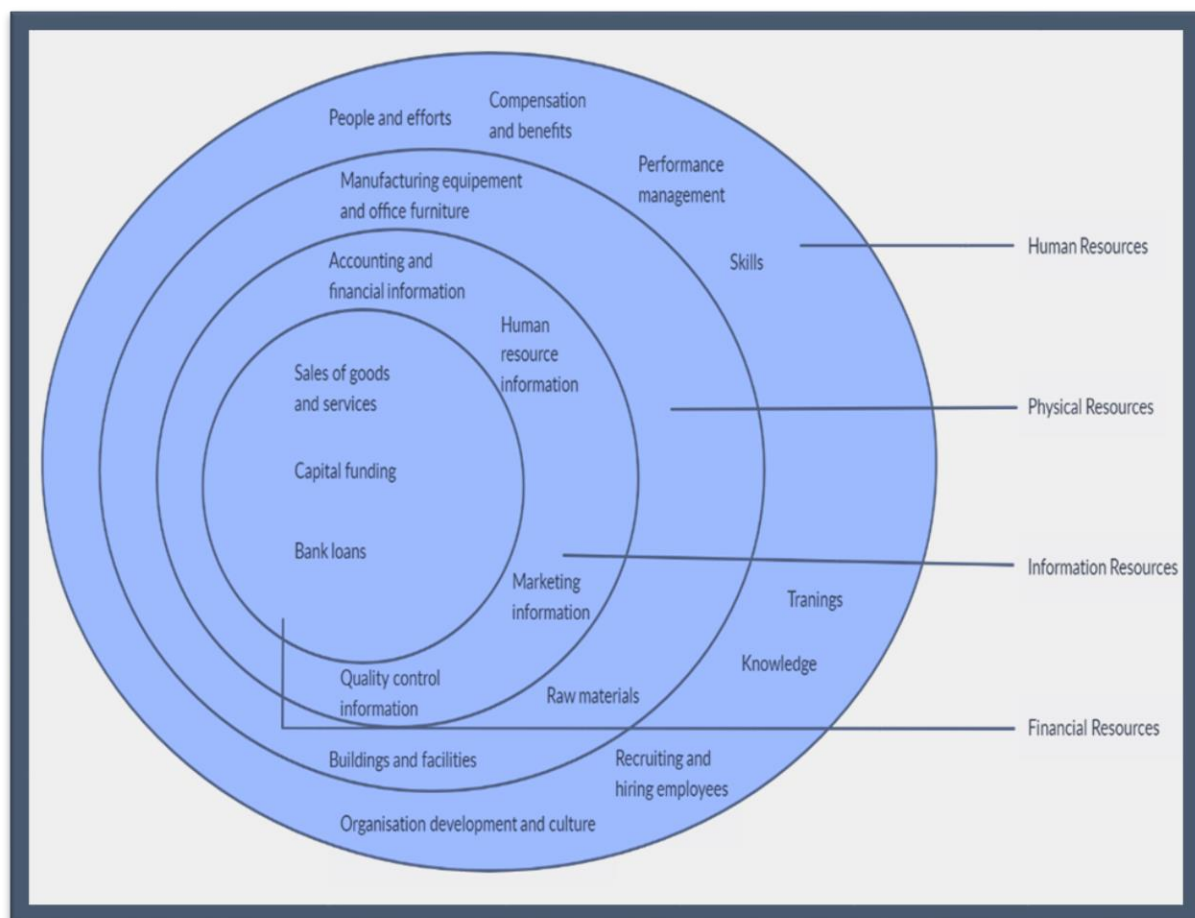 People and efforts
Compensation
and benefits
Performance
management
Skills
Manufacturing equipement
and office furniture
Accounting and
financial information
Human
resource
information
Sales of goods
and services
Capital funding
Bank loans
Marketing
information
Quality control
information
Raw materials
Buildings and facilities
Tranings
Knowledge
Recruiting and
hiring employees
Organisation development and culture
Human Resources
Physical Resources
Information Resources
Financial Resources